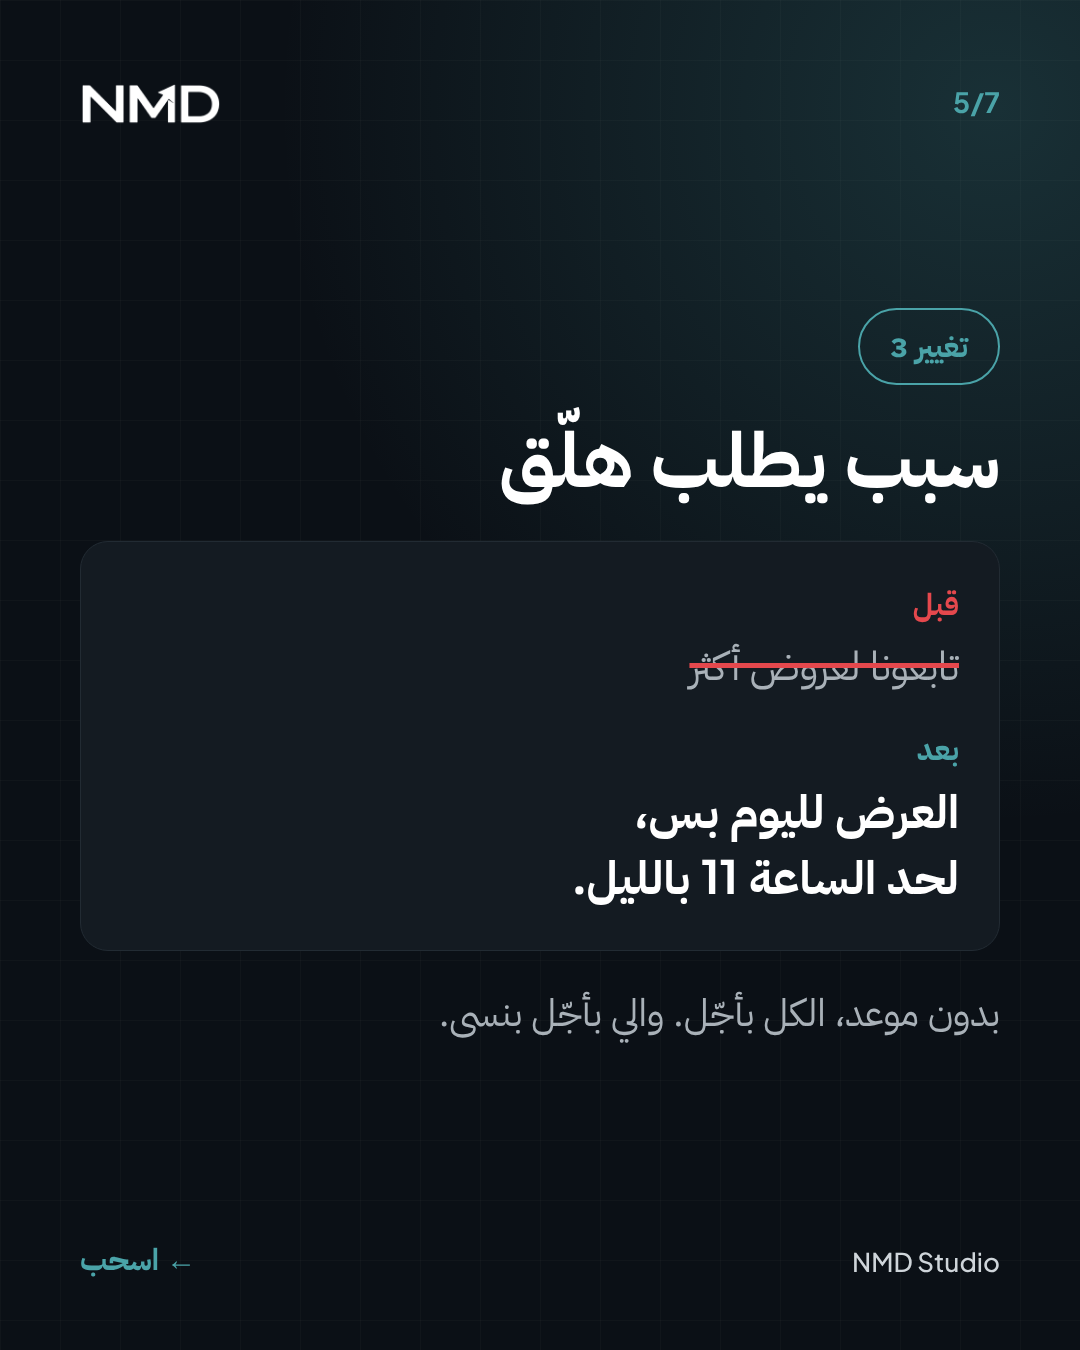 NMD
5/7
تغيير 3
سبب يطلب هلّق
قبل
تابعونا لعروض أكثر
بعد
العرض لليوم بس،
لحد الساعة 11 بالليل.
بدون موعد، الكل بأجّل. والي بأجّل بنسى.
NMD Studio
← اسحب